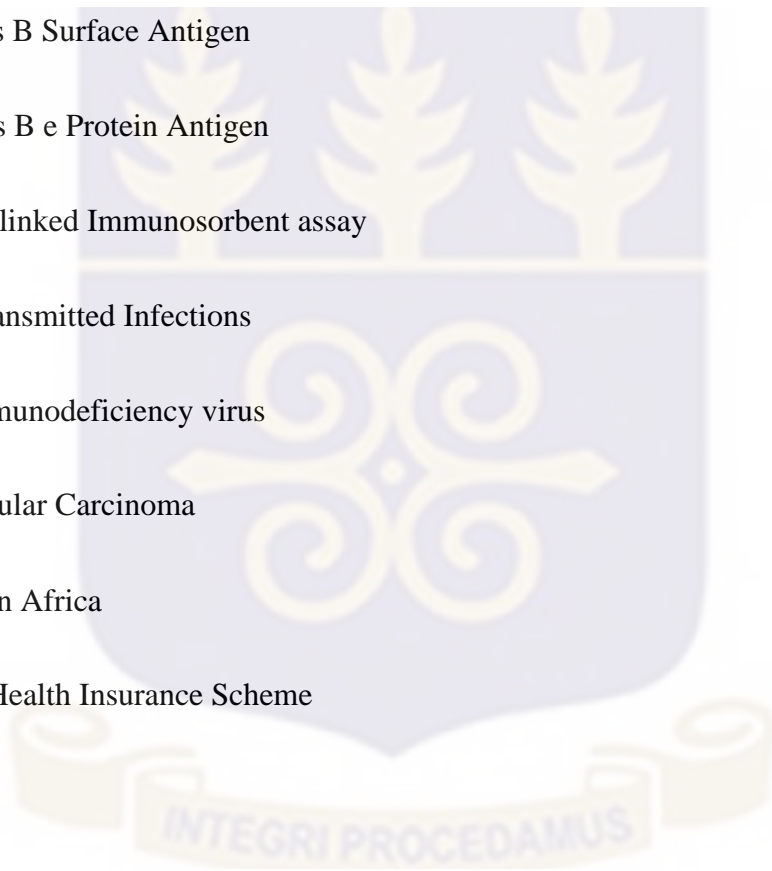 s B Surface Antigen
s B e Protein Antigen
linked Immunosorbent assay
ansmitted Infections
munodeficiency virus
ular Carcinoma
n Africa
Health Insurance Scheme
INTEGRI PROCEDAMUS